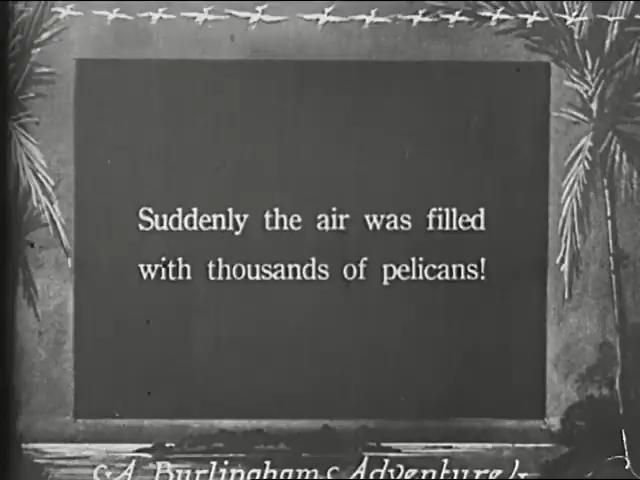 Suddenly the air was filled
with thousands of pelicans!
A Burlingham Adventure